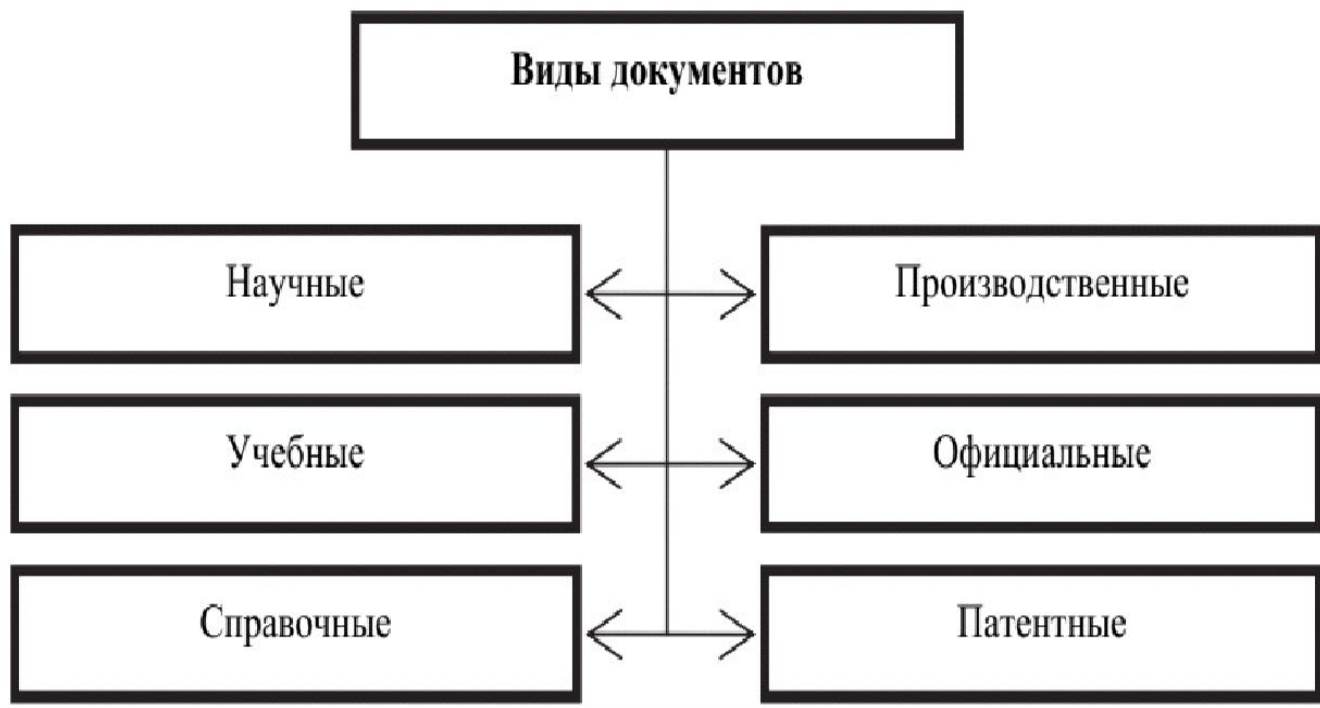 Виды документов
Научные
Производственные
Учебные
Официальные
Справочные
Патентные